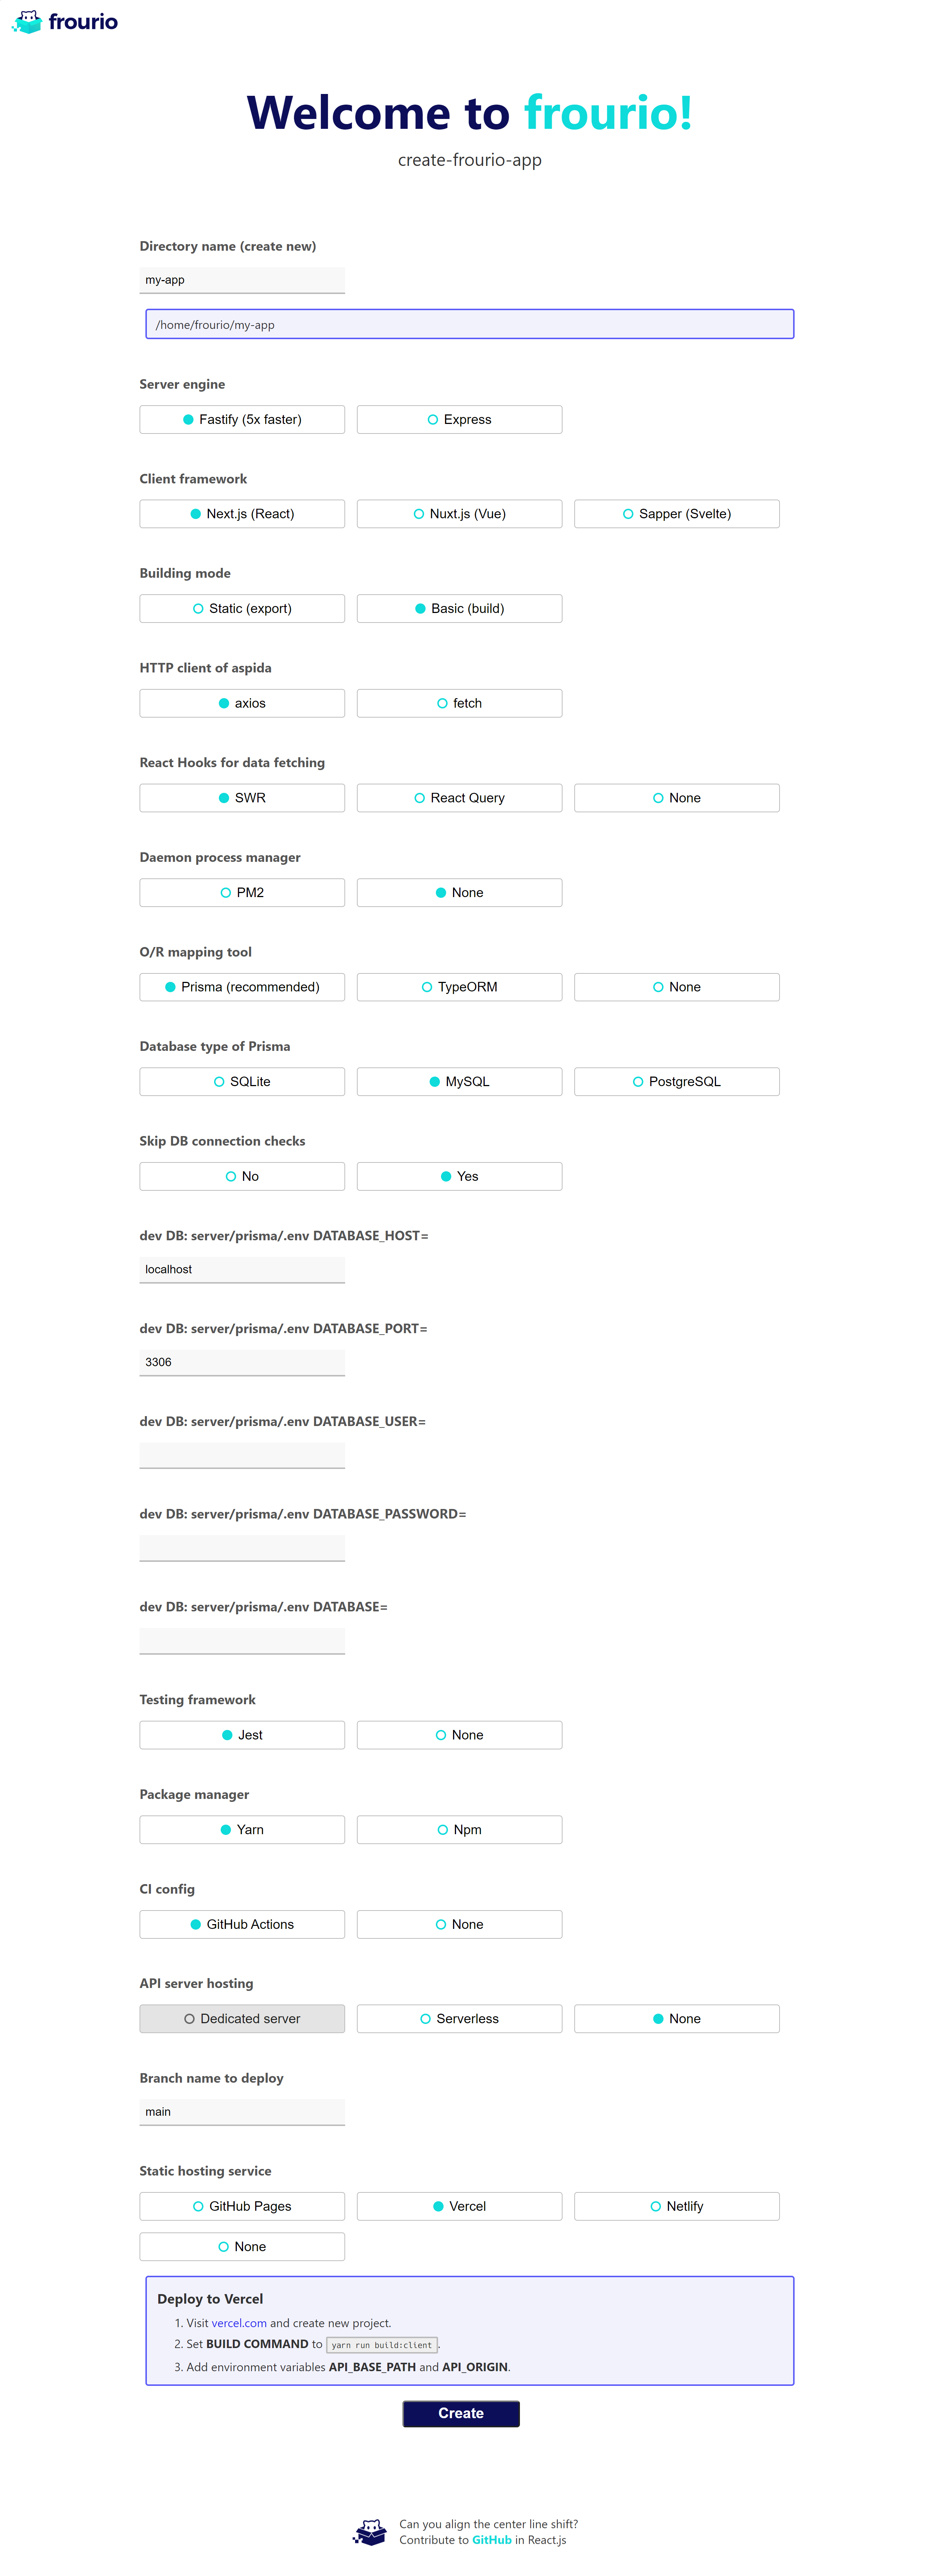 frourio
Welcome to frourio!
create-frourio-app
Directory name (create new)
my-app
/home/frourio/my-app
Server engine
Fastify (5x faster) Express
Client framework
Next.js (React) Nuxt.js (Vue) Sapper (Svelte)
Building mode
Static (export) Basic (build)
HTTP client of aspida
axios fetch
React Hooks for data fetching
SWR React Query None
Daemon process manager
PM2 None
O/R mapping tool
Prisma (recommended) TypeORM None
Database type of Prisma
SQLite MySQL PostgreSQL
Skip DB connection checks
No Yes
dev DB: server/prisma/.env DATABASE_HOST=
localhost
dev DB: server/prisma/.env DATABASE_PORT=
3306
dev DB: server/prisma/.env DATABASE_USER=
dev DB: server/prisma/.env DATABASE_PASSWORD=
dev DB: server/prisma/.env DATABASE=
Testing framework
Jest None
Package manager
Yarn Npm
CI config
GitHub Actions None
API server hosting
Dedicated server Serverless None
Branch name to deploy
main
Static hosting service
GitHub Pages Vercel Netlify
None
Deploy to Vercel
1. Visit vercel.com and create new project.
2. Set BUILD COMMAND to yarn run build:client.
3. Add environment variables API_BASE_PATH and API_ORIGIN.
Create
Can you align the center line shift?
Contribute to GitHub in React.js